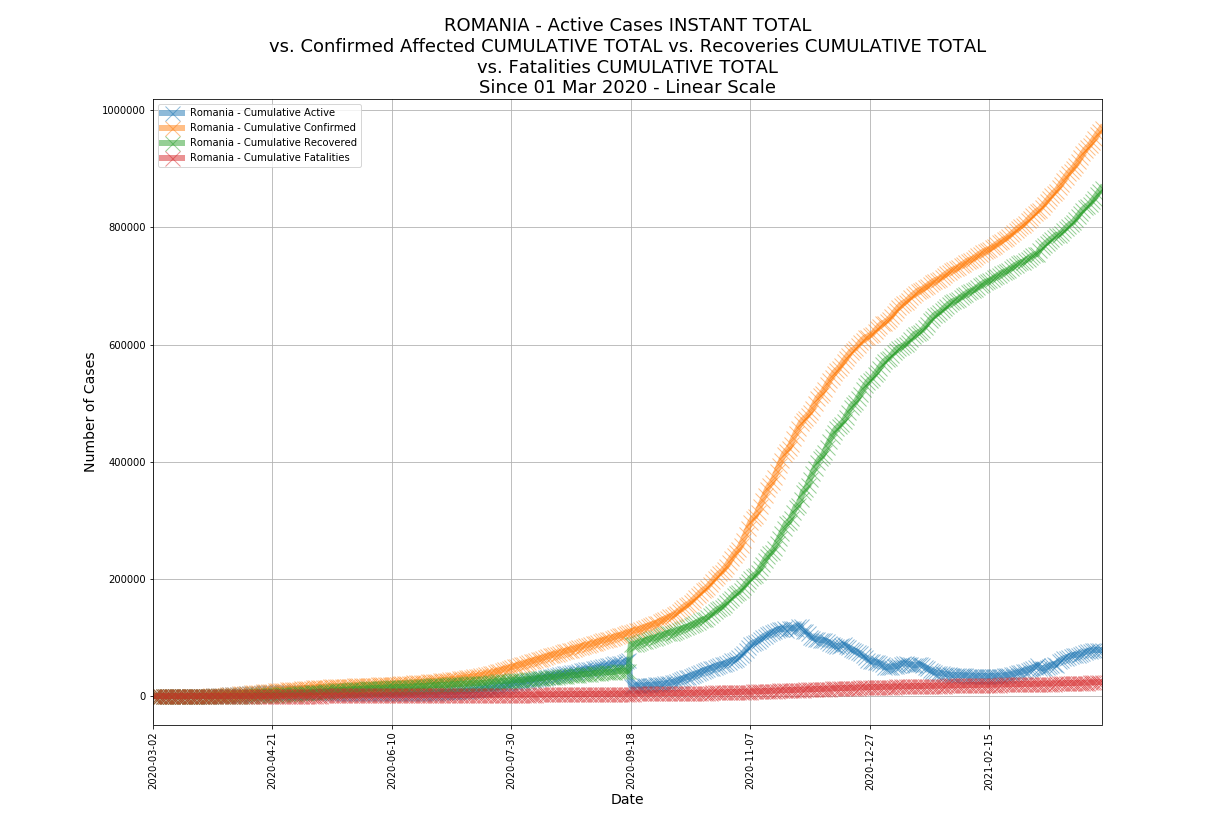 ROMANIA - Active Cases INSTANT TOTAL
vs. Confirmed Affected CUMULATIVE TOTAL vs. Recoveries CUMULATIVE TOTAL
vs. Fatalities CUMULATIVE TOTAL
Since 01 Mar 2020 - Linear Scale
Romania - Cumulative Active
Romania - Cumulative Confirmed
Romania - Cumulative Recovered
Romania - Cumulative Fatalities
Number of Cases
1000000
800000
600000
400000
200000
0
2020-03-02
2020-04-21
2020-06-10
2020-07-30
2020-09-18
2020-11-07
2020-12-27
2021-02-15
Date